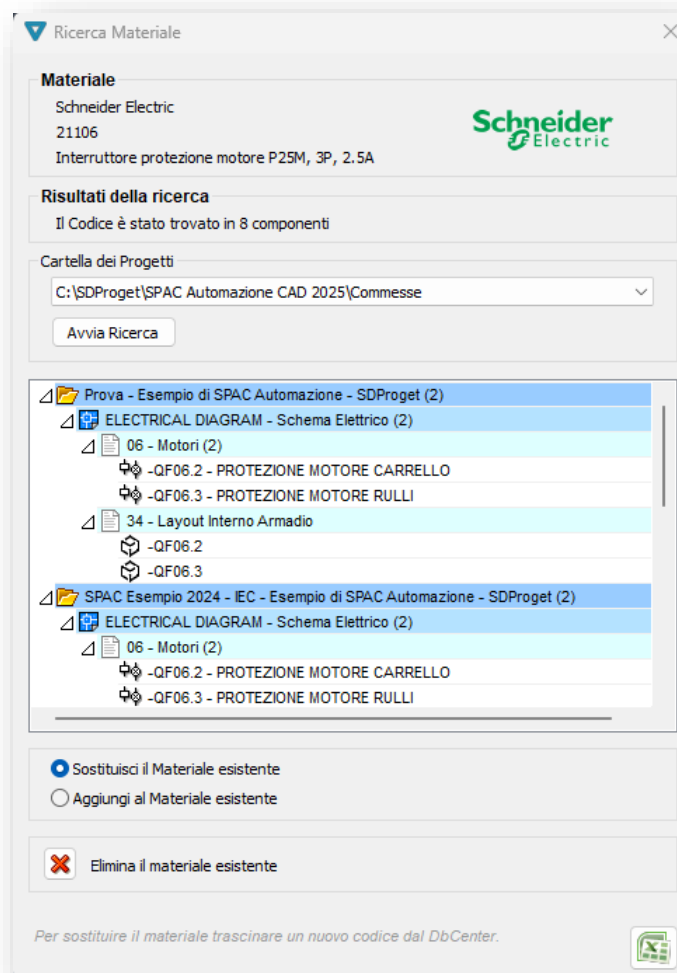 Ricerca Materiale
Materiale
Schneider Electric
21106
Interruttore protezione motore P25M, 3P, 2.5A
Schneider
Electric
Risultati della ricerca
Il Codice è stato trovato in 8 componenti
Cartella dei Progetti
C:\SDProget\SPAC Automazione CAD 2025\Commesse
Avvia Ricerca
Prova - Esempio di SPAC Automazione - SDProget (2)
ELECTRICAL DIAGRAM - Schema Elettrico (2)
06 - Motori (2)
-QF06.2 - PROTEZIONE MOTORE CARRELLO
-QF06.3 - PROTEZIONE MOTORE RULLI
34 - Layout Interno Armadio
-QF06.2
-QF06.3
SPAC Esempio 2024 - IEC - Esempio di SPAC Automazione - SDProget (2)
ELECTRICAL DIAGRAM - Schema Elettrico (2)
06 - Motori (2)
-QF06.2 - PROTEZIONE MOTORE CARRELLO
-QF06.3 - PROTEZIONE MOTORE RULLI
Sostituisci il Materiale esistente
Aggiungi al Materiale esistente
Elimina il materiale esistente
Per sostituire il materiale trascinare un nuovo codice dal DbCenter.